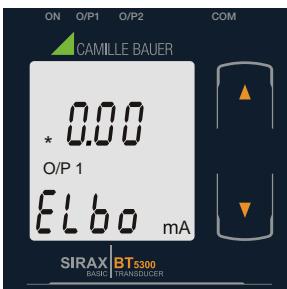 ON O/P1 O/P2 COM
CAMILLE BAUER
* 0.00
O/P 1
ELbo mA
SIRAX BT5300
BASIC TRANSDUCER